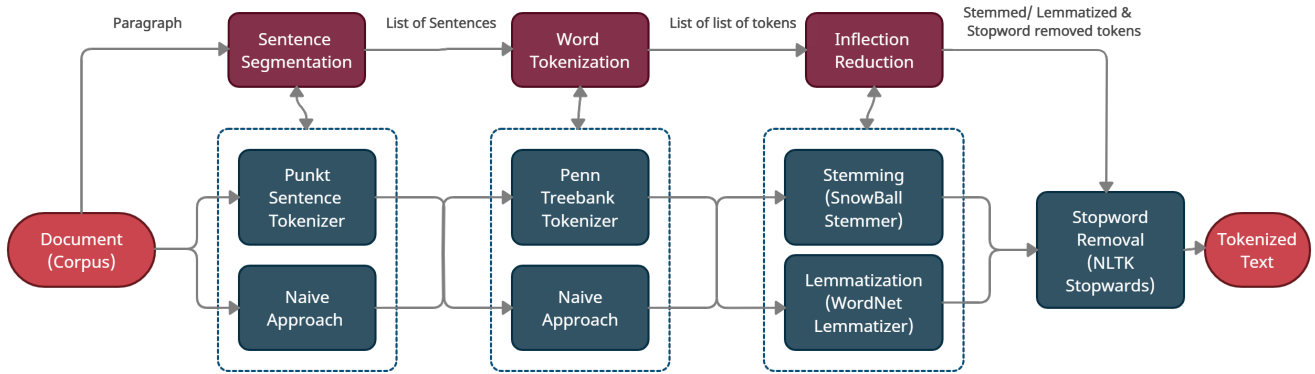 Paragraph
Sentence
Segmentation
List of Sentences
Word
Tokenization
List of list of tokens
Inflection
Reduction
Stemmed/ Lemmatized &
Stopword removed tokens
Document
(Corpus)
Punkt
Sentence
Tokenizer
Naive
Approach
Penn
Treebank
Tokenizer
Naive
Approach
Stemming
(SnowBall
Stemmer)
Lemmatization
(WordNet
Lemmatizer)
Stopword
Removal
(NLTK
Stopwards)
Tokenized
Text